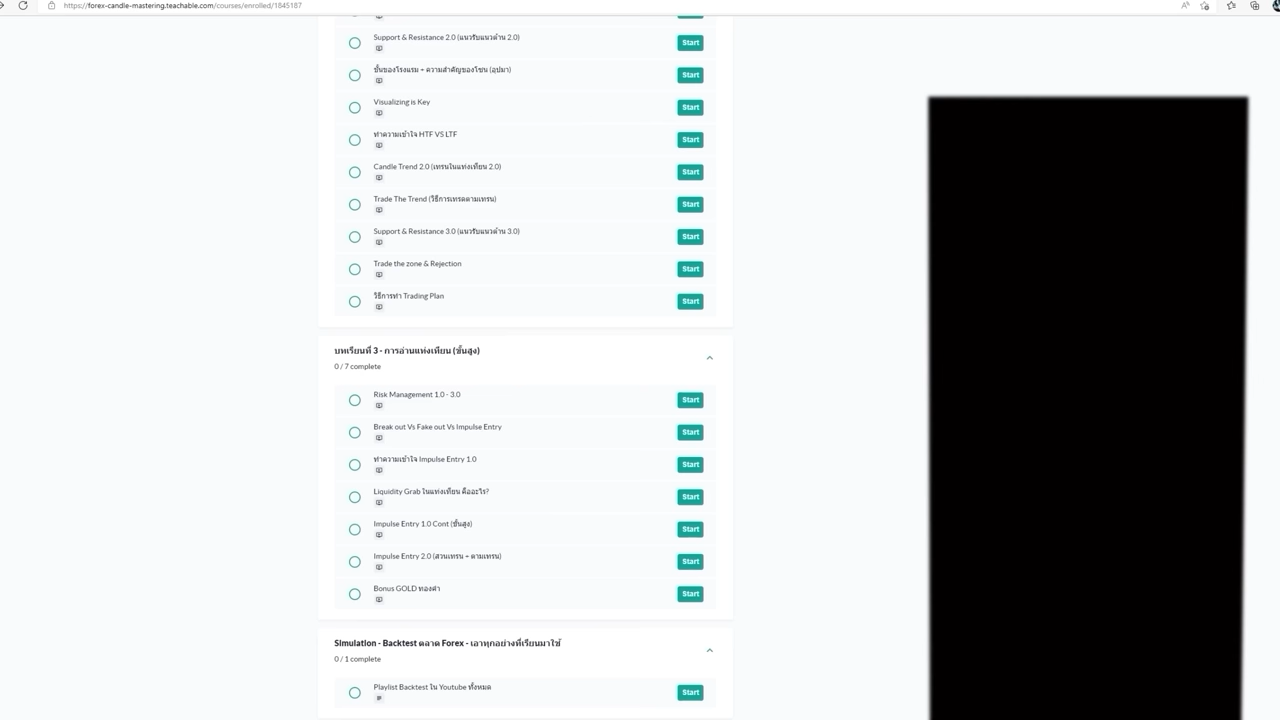 https://forex-candle-mastering.teachable.com/courses/enrolled/1845187
Support & Resistance 2.0 (แนวรับแนวต้าน 2.0)
Start
ชั้นของโรงแรม + ความสำคัญของโซน (อุปมา)
Start
Visualizing is Key
Start
ทำความเข้าใจ HTF VS LTF
Start
Candle Trend 2.0 (เทรนในแท่งเทียน 2.0)
Start
Trade The Trend (วิธีการเทรดตามเทรน)
Start
Support & Resistance 3.0 (แนวรับแนวต้าน 3.0)
Start
Trade the zone & Rejection
Start
วิธีการทำ Trading Plan
Start
บทเรียนที่ 3 - การอ่านแท่งเทียน (ขั้นสูง)
0 / 7 complete
Risk Management 1.0 - 3.0
Start
Break out Vs Fake out Vs Impulse Entry
Start
ทำความเข้าใจ Impulse Entry 1.0
Start
Liquidity Grab ในแท่งเทียน คืออะไร?
Start
Impulse Entry 1.0 Cont (ขั้นสูง)
Start
Impulse Entry 2.0 (สวนเทรน + ตามเทรน)
Start
Bonus GOLD ทองคำ
Start
Simulation - Backtest ตลาด Forex - เอาทุกอย่างที่เรียนมาใช้
0 / 1 complete
Playlist Backtest ใน Youtube ทั้งหมด
Start